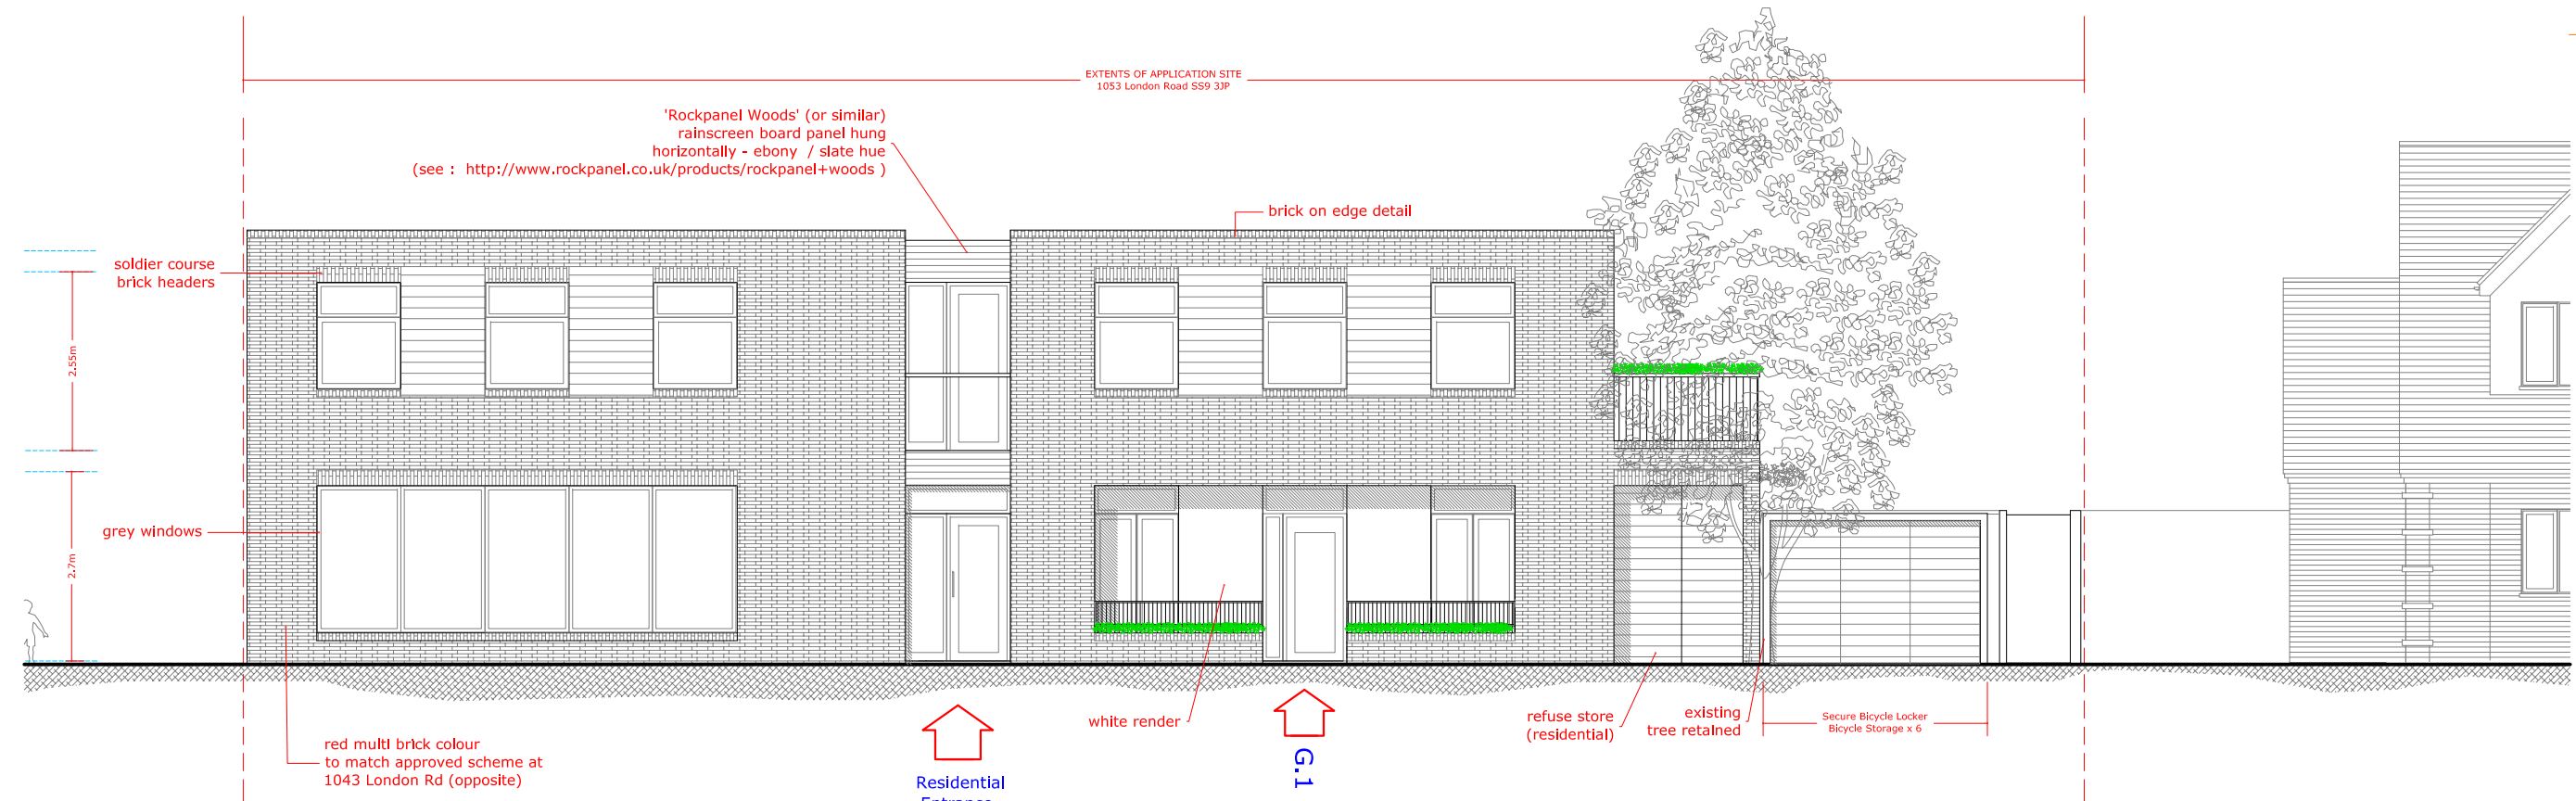 EXTENTS OF APPLICATION SITE
1053 London Road SS9 3JP
'Rockpanel Woods' (or similar)
rainscreen board panel hung
horizontally - ebony / slate hue
(see : http://www.rockpanel.co.uk/products/rockpanel+woods )
brick on edge detail
soldier course
brick headers
2.55m
grey windows
2.7m
white render
refuse store
(residential)
existing
tree retained
Secure Bicycle Locker
Bicycle Storage x 6
red multi brick colour
to match approved scheme at
1043 London Rd (opposite)
Residential
Entrance
G.1